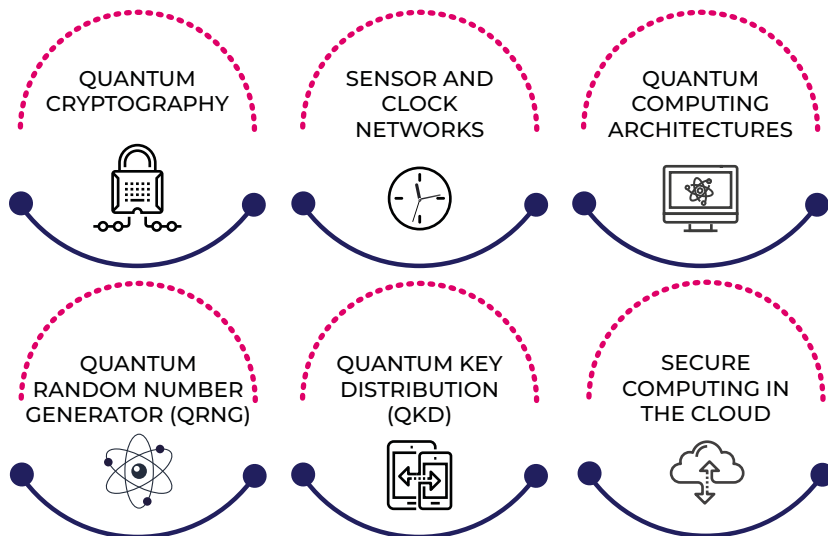 QUANTUM
CRYPTOGRAPHY
SENSOR AND
CLOCK
NETWORKS
QUANTUM
COMPUTING
ARCHITECTURES
QUANTUM
RANDOM NUMBER
GENERATOR (QRNG)
QUANTUM KEY
DISTRIBUTION
(QKD)
SECURE
COMPUTING IN
THE CLOUD